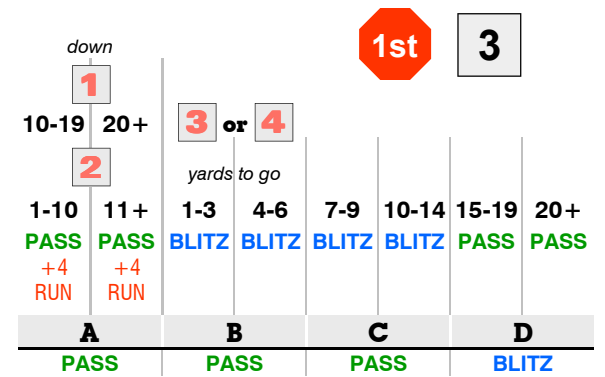 1st 3
down
1
10-19 20+ 3 or 4
2 yards to go
1-10 11+ 1-3 4-6 7-9 10-14 15-19 20+
PASS PASS BLITZ BLITZ BLITZ BLITZ PASS PASS
+4 +4
RUN RUN
A B C D
PASS PASS PASS BLITZ